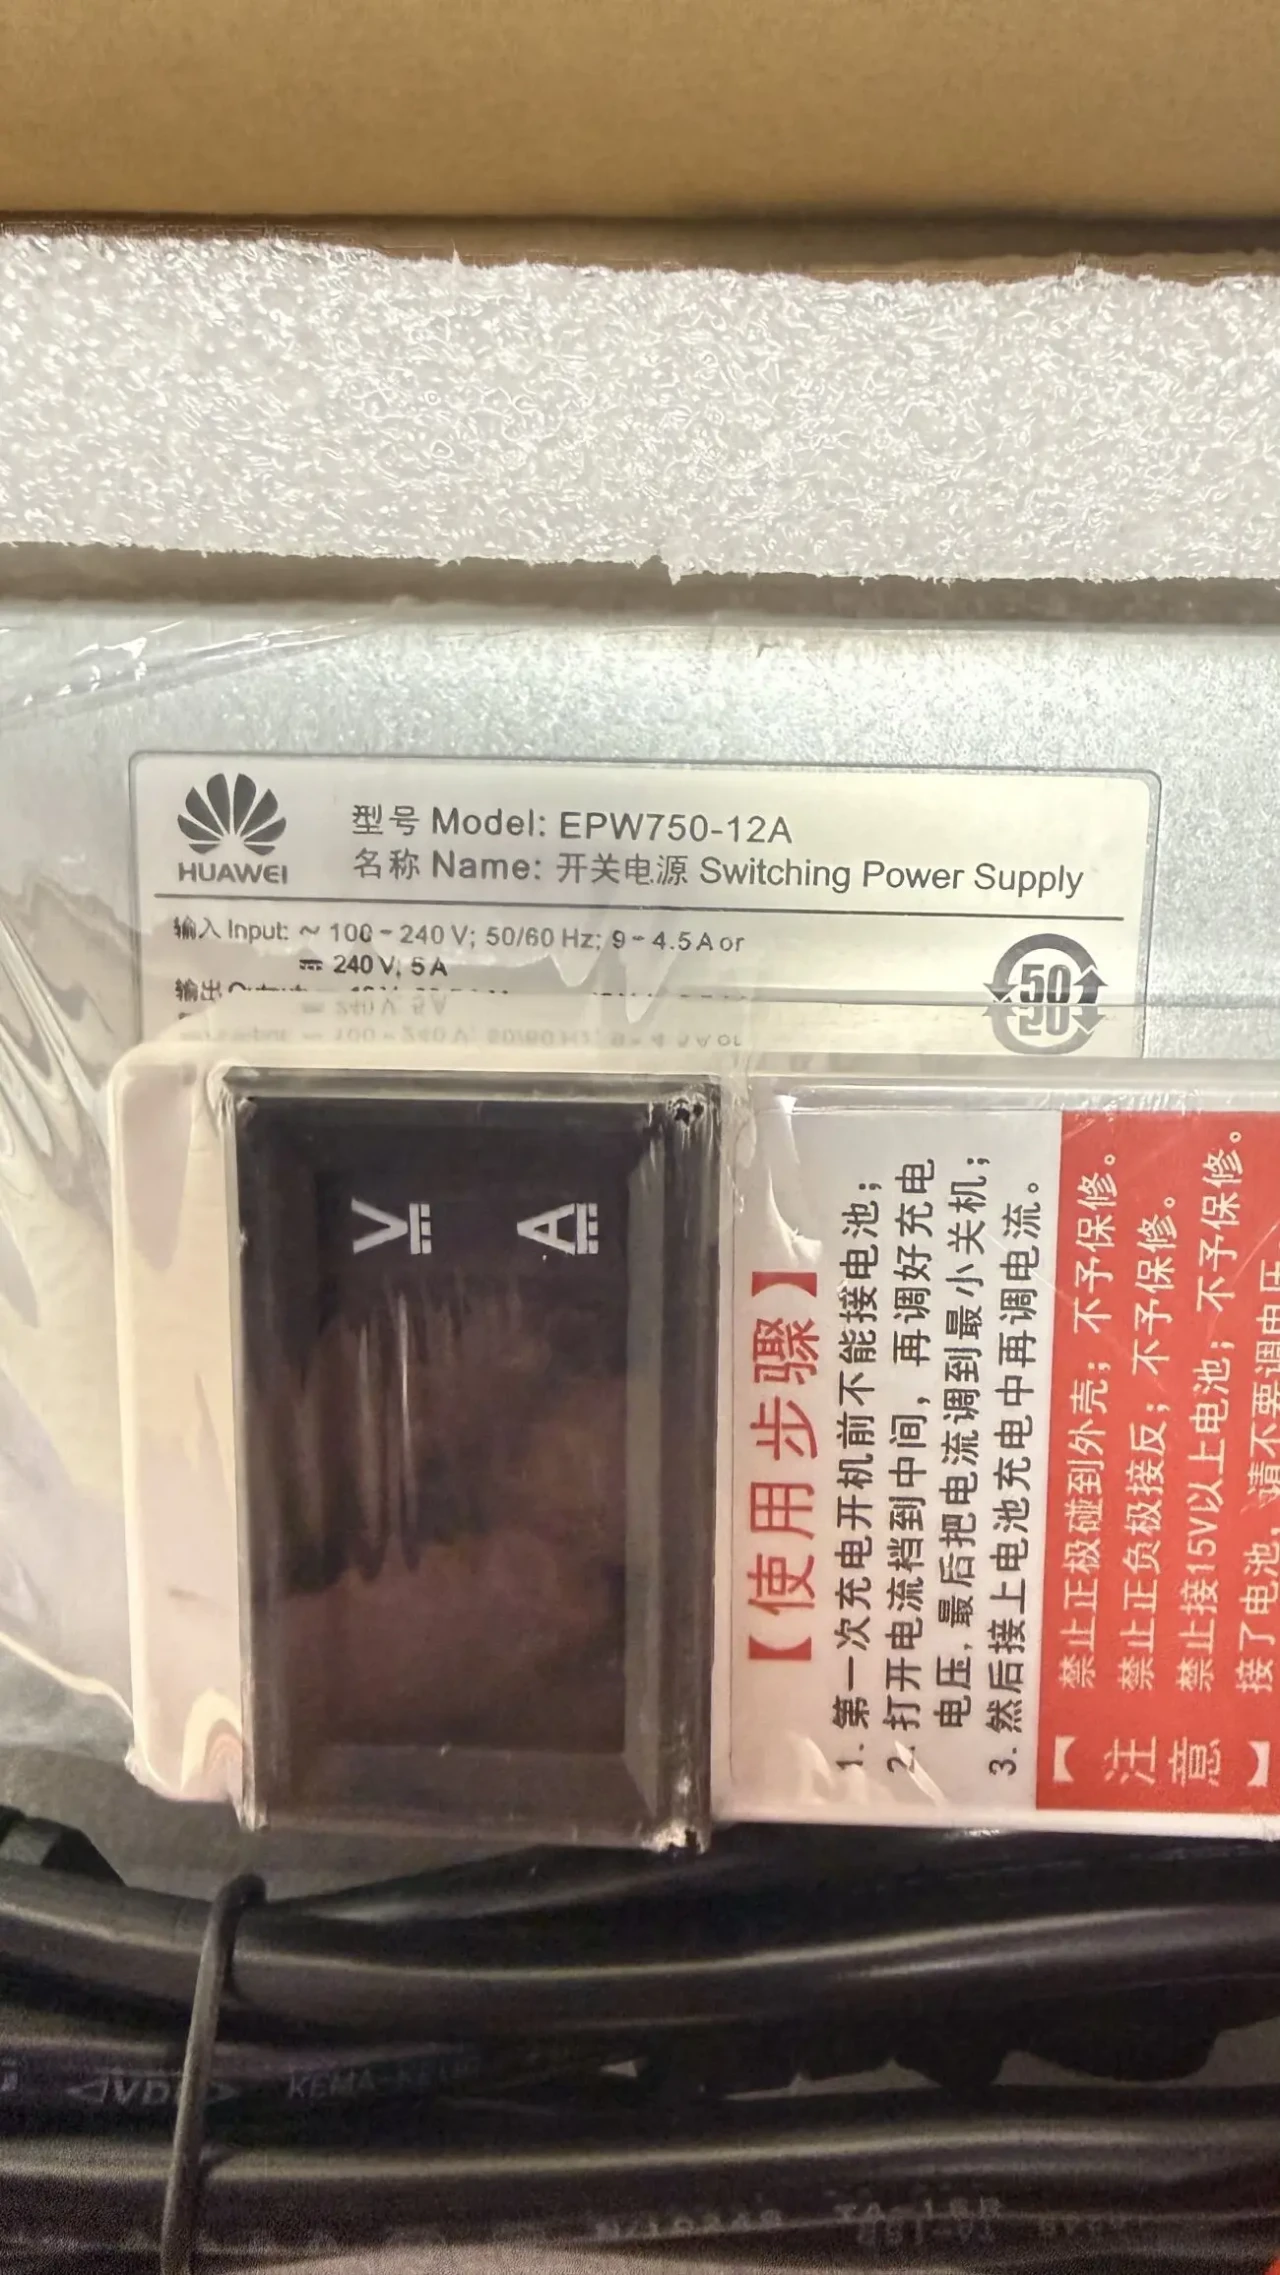 HUAWEI
型号 Model: EPW750-12A
名称 Name: 开关电源 Switching Power Supply
输入 Input: ~ 100-240 V; 50/60 Hz; 9-4.5 A or
⎓ 240 V; 5 A
输出
50
V
A
【使用步骤】
1. 第一次充电开机前不能接电池；
2. 打开电流档到中间，再调好充电
电压，最后把电流调到最小关机；
3. 然后接上电池充电中再调电流。
【注意】
禁止正极碰到外壳；不予保修。
禁止正负极接反；不予保修。
禁止接15V以上电池；不予保修。
接了电池，请不要调电压
VDE